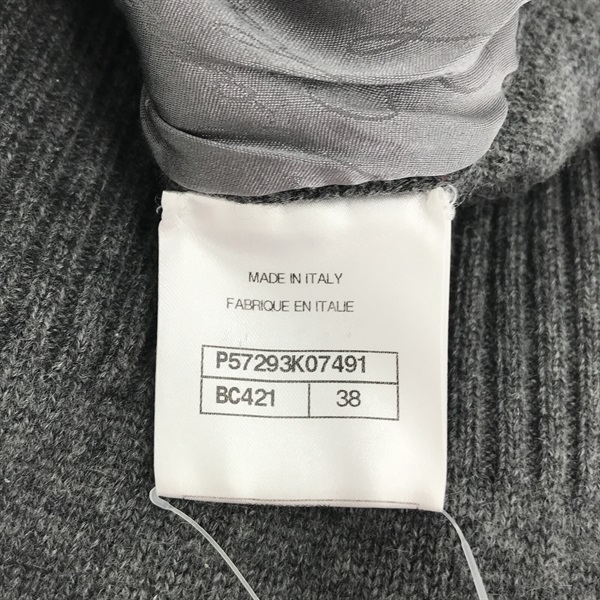 MADE IN ITALY
FABRIQUE EN ITALIE
P57293K07491
BC421 38